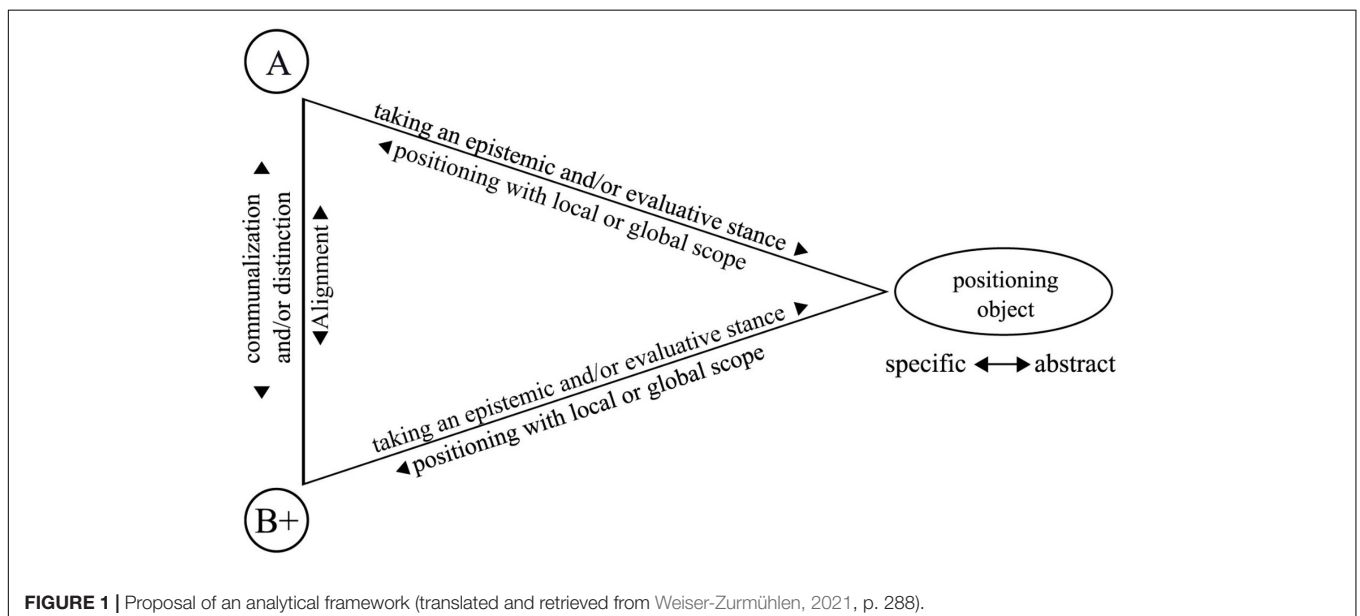 A
taking an epistemic and/or evaluative stance
positioning with local or global scope
communalization
and/or distinction
Alignment
positioning
object
specific abstract
taking an epistemic and/or evaluative stance
positioning with local or global scope
B+
FIGURE 1 | Proposal of an analytical framework (translated and retrieved from Weiser-Zurmühlen, 2021, p. 288).